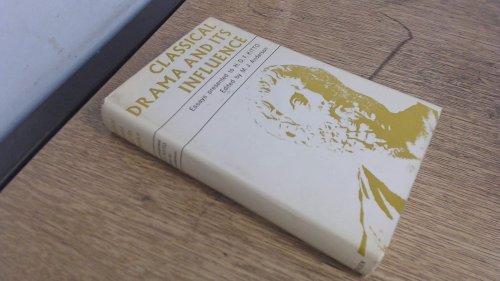 CLASSICAL
DRAMA AND ITS
INFLUENCE
Essays presented to H.D.F. KITTO
Edited by M.J. Anderson